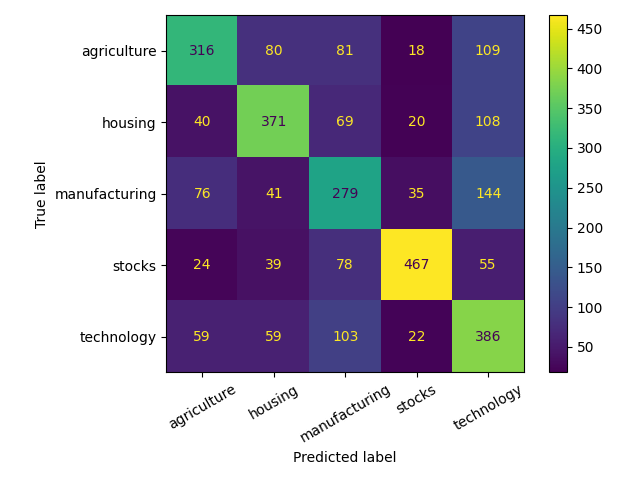 agriculture 316 80 81 18 109
housing 40 371 69 20 108
manufacturing 76 41 279 35 144
stocks 24 39 78 467 55
technology 59 59 103 22 386
agriculture housing manufacturing stocks technology
Predicted label
True label
450
400
350
300
250
200
150
100
50